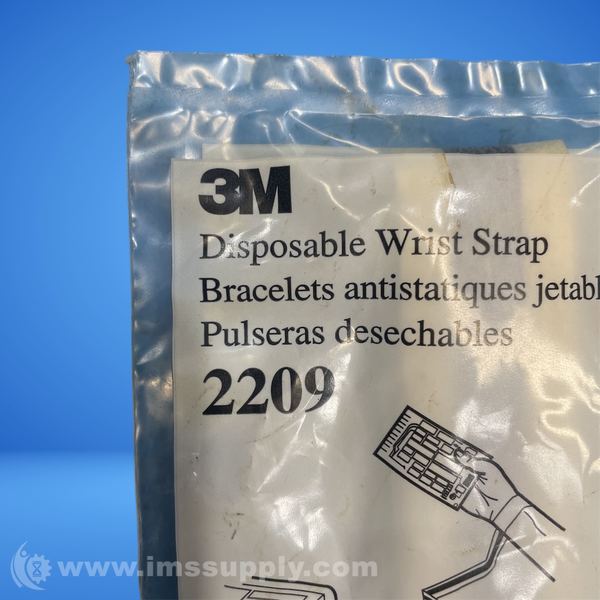 3M
Disposable Wrist Strap
Bracelets antistatiques jetabl
Pulseras desechables
2209
www.imssupply.com